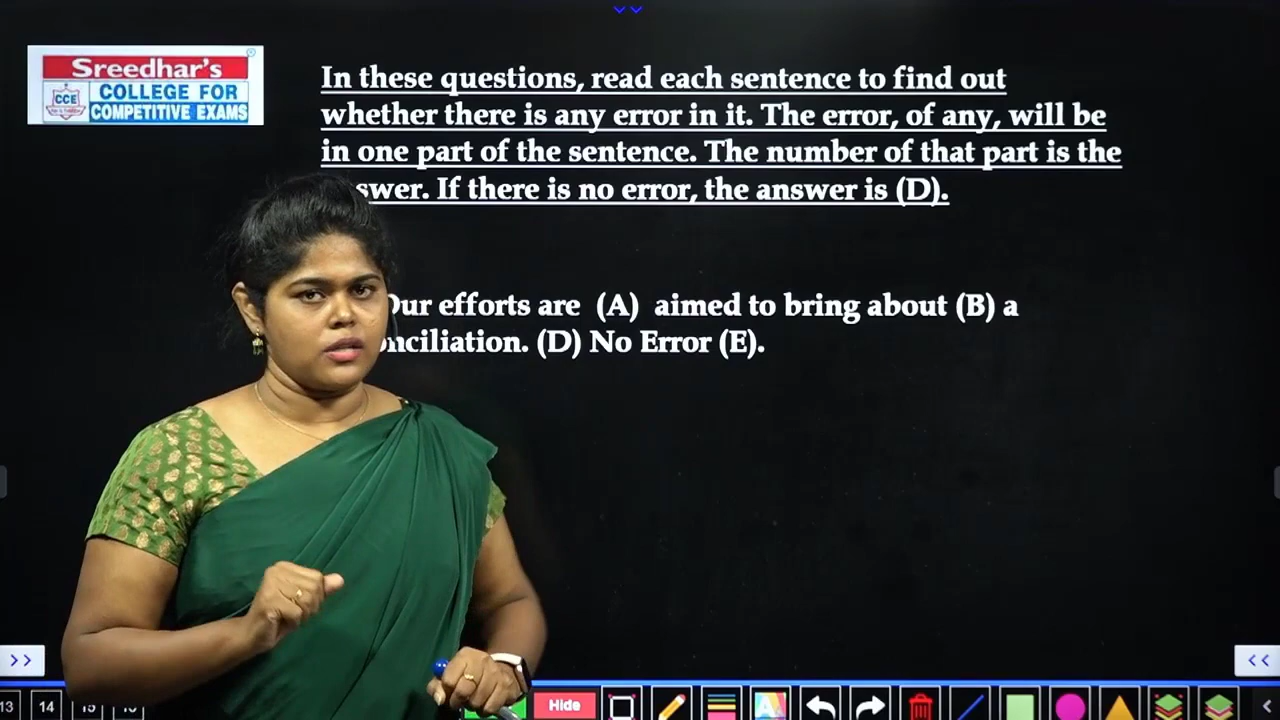 Sreedhar's
CCE
COLLEGE FOR
COMPETITIVE EXAMS
In these questions, read each sentence to find out
whether there is any error in it. The error, of any, will be
in one part of the sentence. The number of that part is the
swer. If there is no error, the answer is (D).
Our efforts are (A) aimed to bring about (B) a
nciliation. (D) No Error (E).
>>
<<
13
14
15
Hide
<